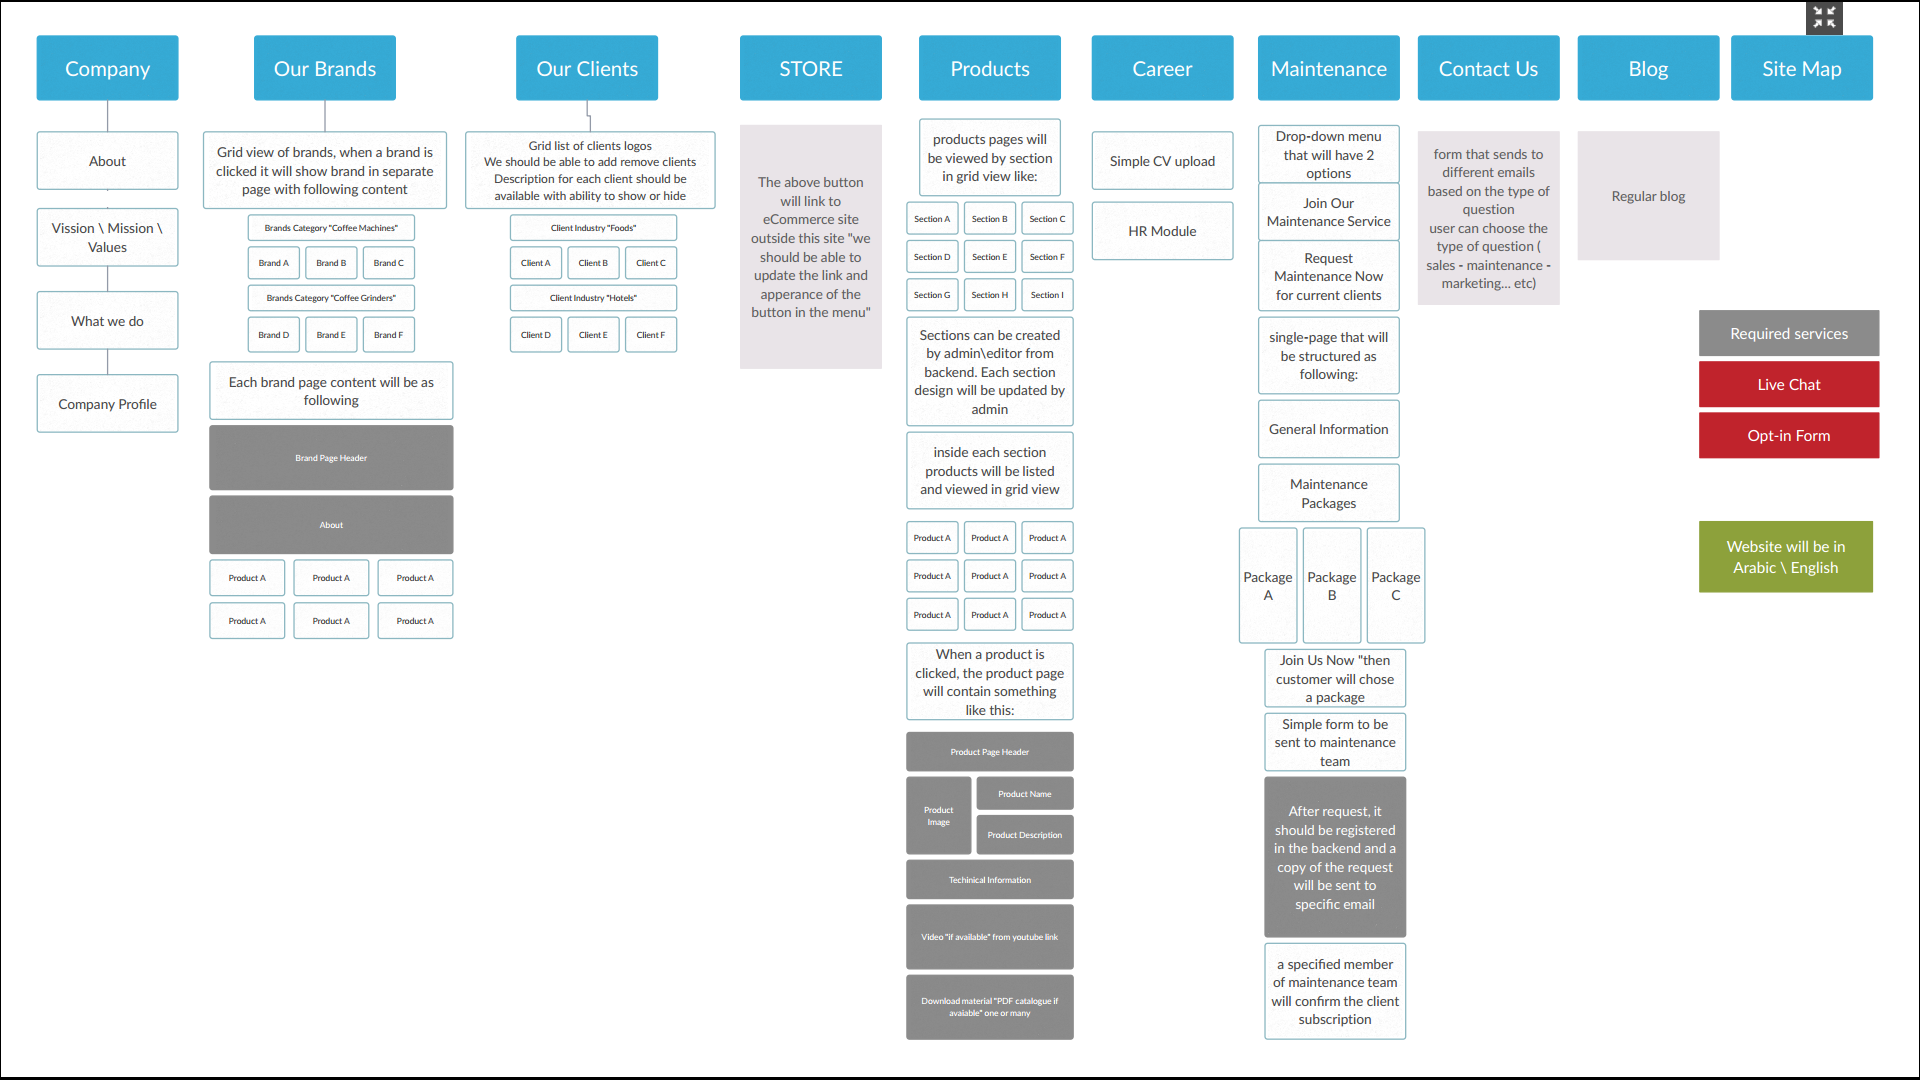 Company
Our Brands
Our Clients
STORE
Products
Career
Maintenance
Contact Us
Blog
Site Map
About
Vission \ Mission \
Values
What we do
Company Profile
Grid view of brands, when a brand is
clicked it will show brand in separate
page with following content
Brands Category "Coffee Machines"
Brand A
Brand B
Brand C
Brands Category "Coffee Grinders"
Brand D
Brand E
Brand F
Each brand page content will be as
following
Brand Page Header
About
Product A
Product A
Product A
Product A
Product A
Product A
Grid list of clients logos
We should be able to add remove clients
Description for each client should be
available with ability to show or hide
Client Industry "Foods"
Client A
Client B
Client C
Client Industry "Hotels"
Client D
Client E
Client F
The above button
will link to
eCommerce site
outside this site "we
should be able to
update the link and
apperance of the
button in the menu"
products pages will
be viewed by section
in grid view like:
Section A
Section B
Section C
Section D
Section E
Section F
Section G
Section H
Section I
Sections can be created
by admin\editor from
backend. Each section
design will be updated by
admin
inside each section
products will be listed
and viewed in grid view
Product A
Product A
Product A
Product A
Product A
Product A
Product A
Product A
Product A
When a product is
clicked, the product page
will contain something
like this:
Product Page Header
Product
Image
Product Name
Product Description
Techinical Information
Video "if available" from youtube link
Download material "PDF catalogue if
avaiable" one or many
Simple CV upload
HR Module
Drop-down menu
that will have 2
options
Join Our
Maintenance Service
Request
Maintenance Now
for current clients
single-page that will
be structured as
following:
General Information
Maintenance
Packages
Package
A
Package
B
Package
C
Join Us Now "then
customer will chose
a package
Simple form to be
sent to maintenance
team
After request, it
should be registered
in the backend and a
copy of the request
will be sent to
specific email
a specified member
of maintenance team
will confirm the client
subscription
form that sends to
different emails
based on the type of
question
user can choose the
type of question (
sales - maintenance -
marketing... etc)
Regular blog
Required services
Live Chat
Opt-in Form
Website will be in
Arabic \ English